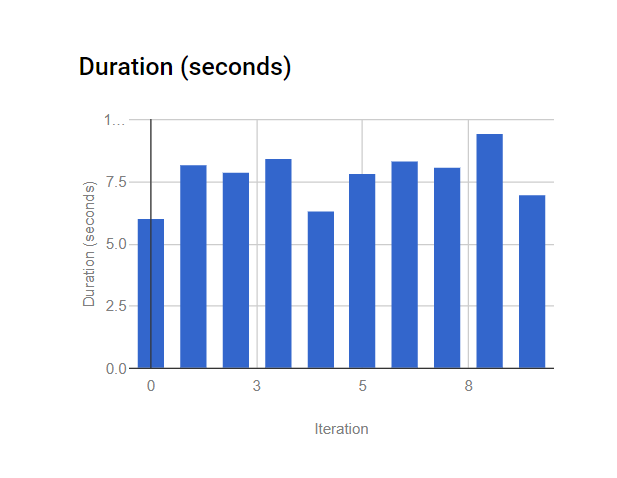 Duration (seconds)
1...
7.5
5.0
2.5
0.0
Duration (seconds)
0 3 5 8
Iteration